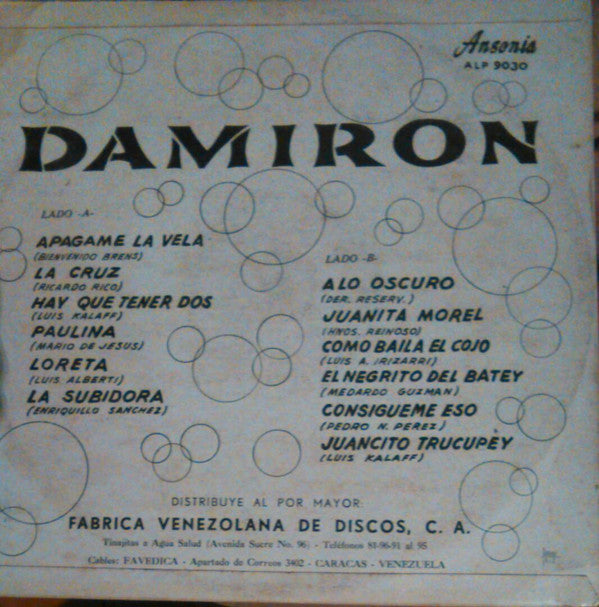 Ansonia
ALP 9030
DAMIRON
LADO -A-
APAGAME LA VELA
(BIENVENIDO BRENS)
LA CRUZ
(RICARDO RICO)
HAY QUE TENER DOS
(LUIS KALAFF)
PAULINA
(MARIO DE JESUS)
LORETA
(LUIS ALBERTI)
LA SUBIDORA
(ENRIQUILLO SANCHEZ)
LADO -B-
A LO OSCURO
(DER. RESERV.)
JUANITA MOREL
(HNOS. REINOSO)
COMO BAILA EL COJO
(LUIS A. IRIZARRI)
EL NEGRITO DEL BATEY
(MEDARDO GUZMAN)
CONSIGUEME ESO
(PEDRO N. PEREZ)
JUANCITO TRUCUPÈY
(LUIS KALAFF)
DISTRIBUYE AL POR MAYOR:
FABRICA VENEZOLANA DE DISCOS, C. A.
Tinajitas a Agua Salud (Avenida Sucre No. 96) - Teléfonos 81-96-91 al 95
Cables: FAVEDICA - Apartado de Correos 3402 - CARACAS - VENEZUELA